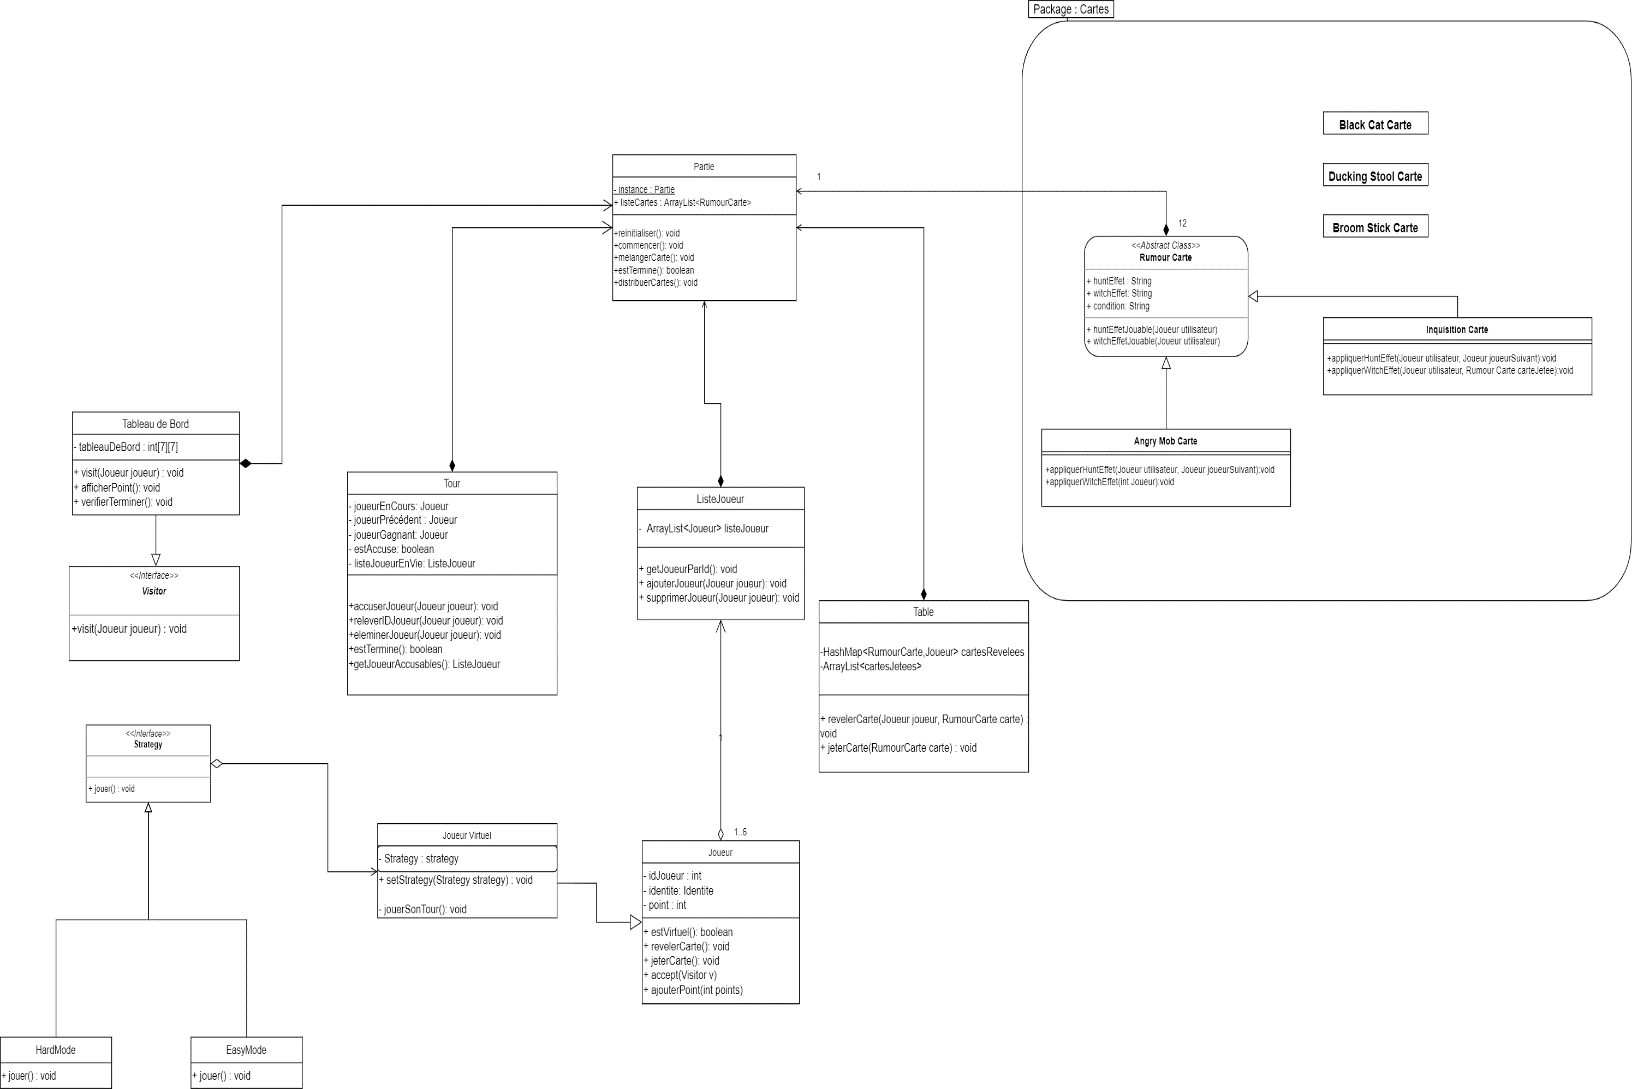 Package : Cartes
Black Cat Carte
Ducking Stool Carte
Broom Stick Carte
Partie
- instance : Partie
+ listeCartes : ArrayList<RumourCarte>
+reinitialiser(): void
+commencer(): void
+melangerCarte(): void
+estTermine(): boolean
+distribuerCartes(): void
1
12
<<Abstract Class>>
Rumour Carte
+ huntEffet : String
+ witchEffet: String
+ condition: String
+ huntEffetJouable(Joueur utilisateur)
+ witchEffetJouable(Joueur utilisateur)
Inquisition Carte
+appliquerHuntEffet(Joueur utilisateur, Joueur joueurSuivant):void
+appliquerWitchEffet(Joueur utilisateur, Rumour Carte carteJetee):void
Angry Mob Carte
+appliquerHuntEffet(Joueur utilisateur, Joueur joueurSuivant):void
+appliquerWitchEffet(int Joueur):void
Tableau de Bord
- tableauDeBord : int[7][7]
+ visit(Joueur joueur) : void
+ afficherPoint(): void
+ verifierTerminer(): void
<<Interface>>
Visitor
+visit(Joueur joueur) : void
Tour
- joueurEnCours: Joueur
- joueurPrécédent : Joueur
- joueurGagnant: Joueur
- estAccuse: boolean
- listeJoueurEnVie: ListeJoueur
+accuserJoueur(Joueur joueur): void
+releverIDJoueur(Joueur joueur): void
+eleminerJoueur(Joueur joueur): void
+estTermine(): boolean
+getJoueurAccusables(): ListeJoueur
ListeJoueur
- ArrayList<Joueur> listeJoueur
+ getJoueurParId(): void
+ ajouterJoueur(Joueur joueur): void
+ supprimerJoueur(Joueur joueur): void
Table
-HashMap<RumourCarte,Joueur> cartesRevelees
-ArrayList<cartesJetees>
+ revelerCarte(Joueur joueur, RumourCarte carte) :
void
+ jeterCarte(RumourCarte carte) : void
<<Interface>>
Strategy
+ jouer() : void
1
1..6
Joueur Virtuel
- Strategy : strategy
+ setStrategy(Strategy strategy) : void
- jouerSonTour(): void
Joueur
- idJoueur : int
- identite: Identite
- point : int
+ estVirtuel(): boolean
+ revelerCarte(): void
+ jeterCarte(): void
+ accept(Visitor v)
+ ajouterPoint(int points)
HardMode
+ jouer() : void
EasyMode
+ jouer() : void